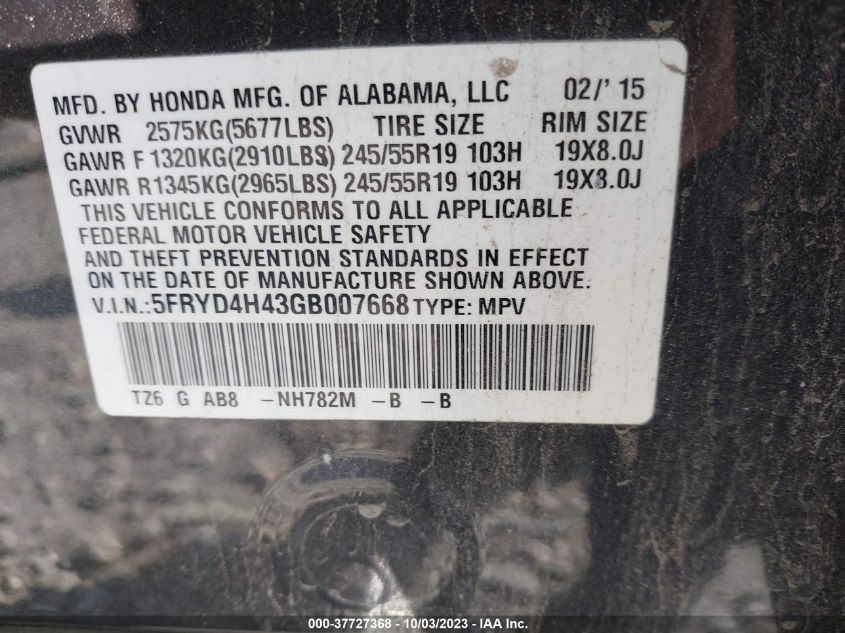 MFD. BY HONDA MFG. OF ALABAMA, LLC 02/' 15
GVWR 2575KG(5677LBS) TIRE SIZE RIM SIZE
GAWR F 1320KG(2910LBS) 245/55R19 103H 19X8.0J
GAWR R1345KG(2965LBS) 245/55R19 103H 19X8.0J
THIS VEHICLE CONFORMS TO ALL APPLICABLE
FEDERAL MOTOR VEHICLE SAFETY
AND THEFT PREVENTION STANDARDS IN EFFECT
ON THE DATE OF MANUFACTURE SHOWN ABOVE.
V.I.N.:5FRYD4H43GB007668 TYPE: MPV
TZ6 G AB8 -NH782M -B -B
000-37727368 - 10/03/2023 - IAA Inc.